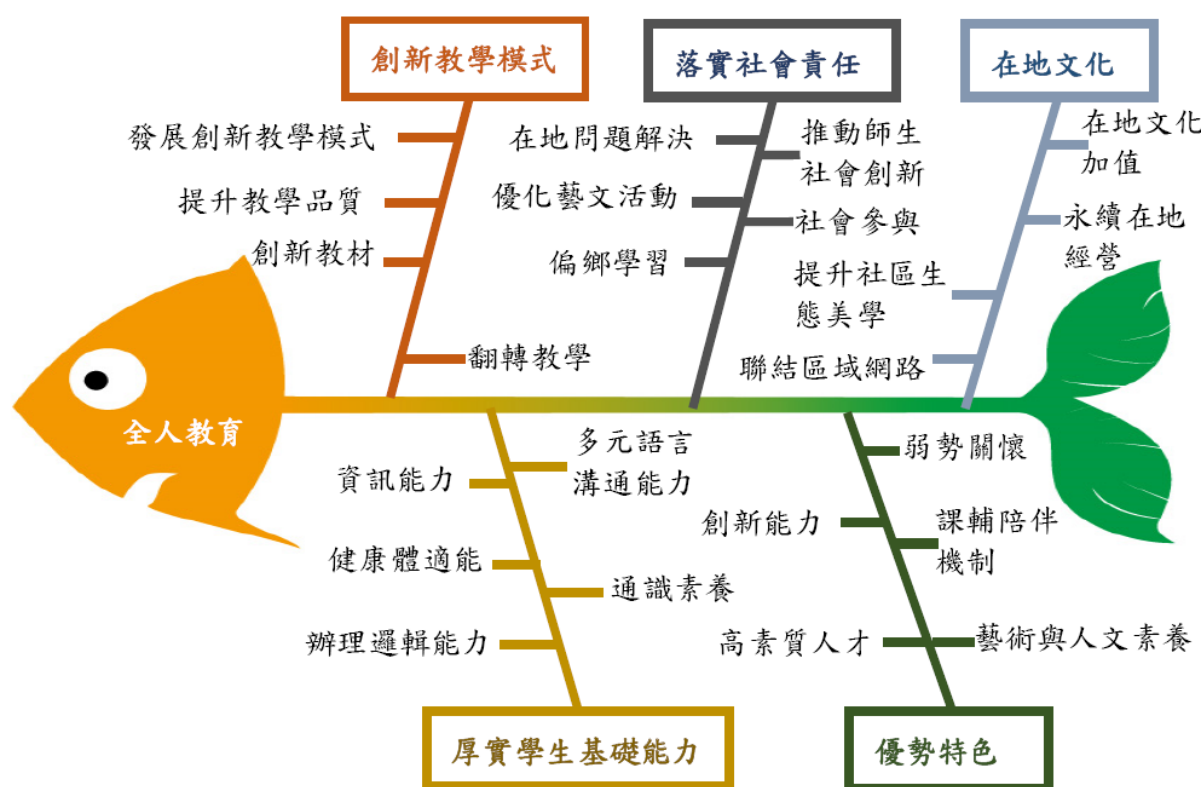 創新教學模式
落實社會責任
在地文化
發展創新教學模式
提升教學品質
創新教材
翻轉教學
在地問題解決
優化藝文活動
偏鄉學習
推動師生
社會創新
社會參與
在地文化
加值
永續在地
經營
提升社區生
態美學
聯結區域網路
全人教育
多元語言
溝通能力
資訊能力
健康體適能
通識素養
辦理邏輯能力
弱勢關懷
創新能力
課輔陪伴
機制
高素質人才
藝術與人文素養
厚實學生基礎能力
優勢特色